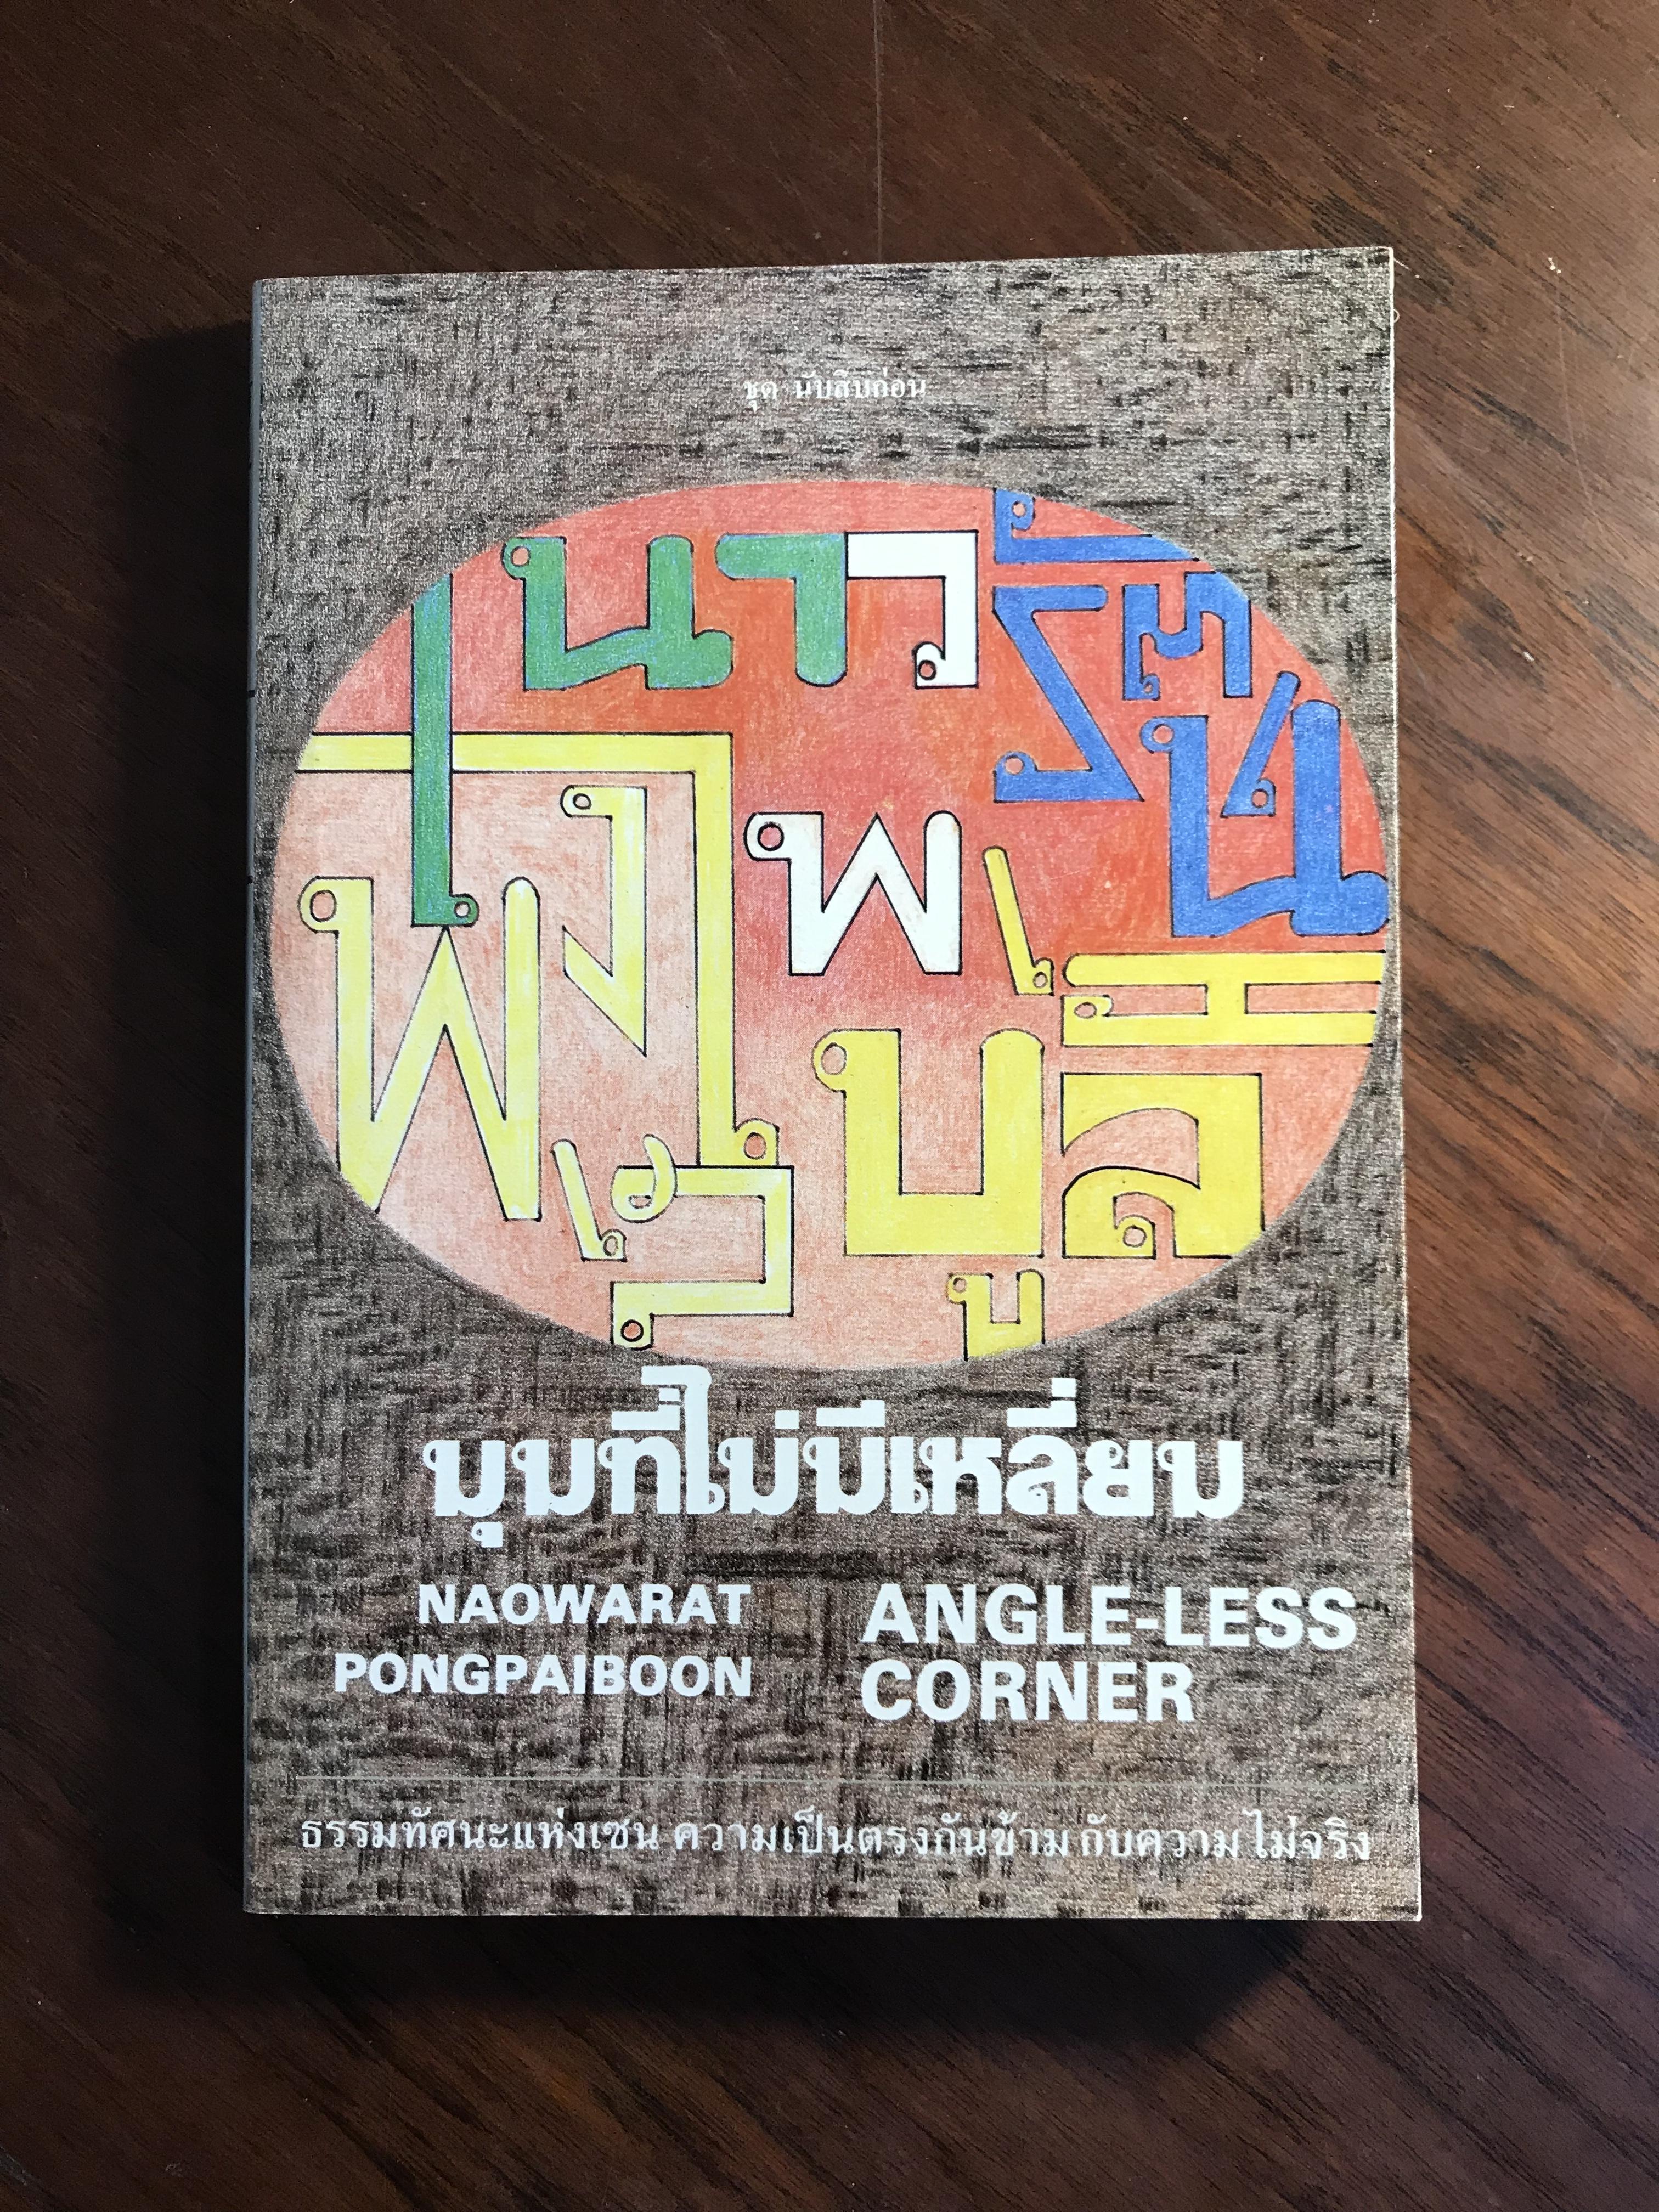 ชุด นับสิบก่อน
เนาวรัตน์
พงษ์ไพบูลย์
มุมที่ไม่มีเหลี่ยม
NAOWARAT
PONGPAIBOON
ANGLE-LESS
CORNER
ธรรมทัศนะแห่งเซน ความเป็นตรงกันข้าม กับความไม่จริง